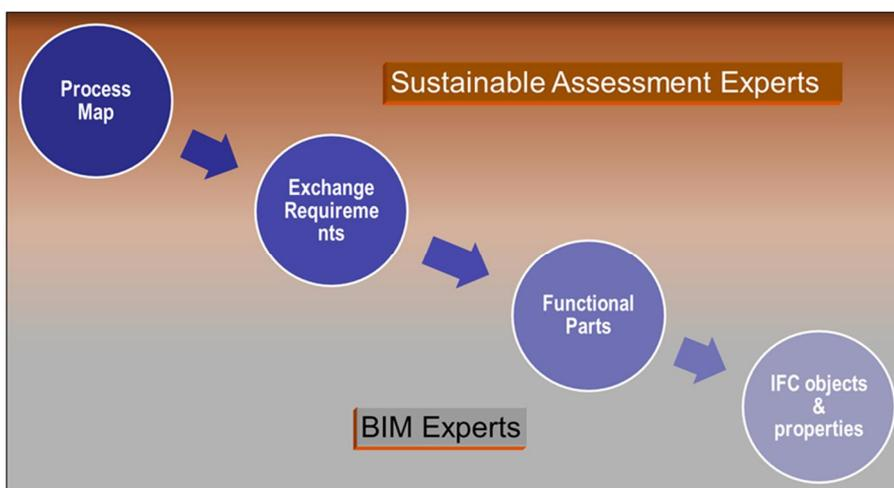 Process
Map
Sustainable Assessment Experts
Exchange
Requireme
nts
Functional
Parts
BIM Experts
IFC objects
&
properties